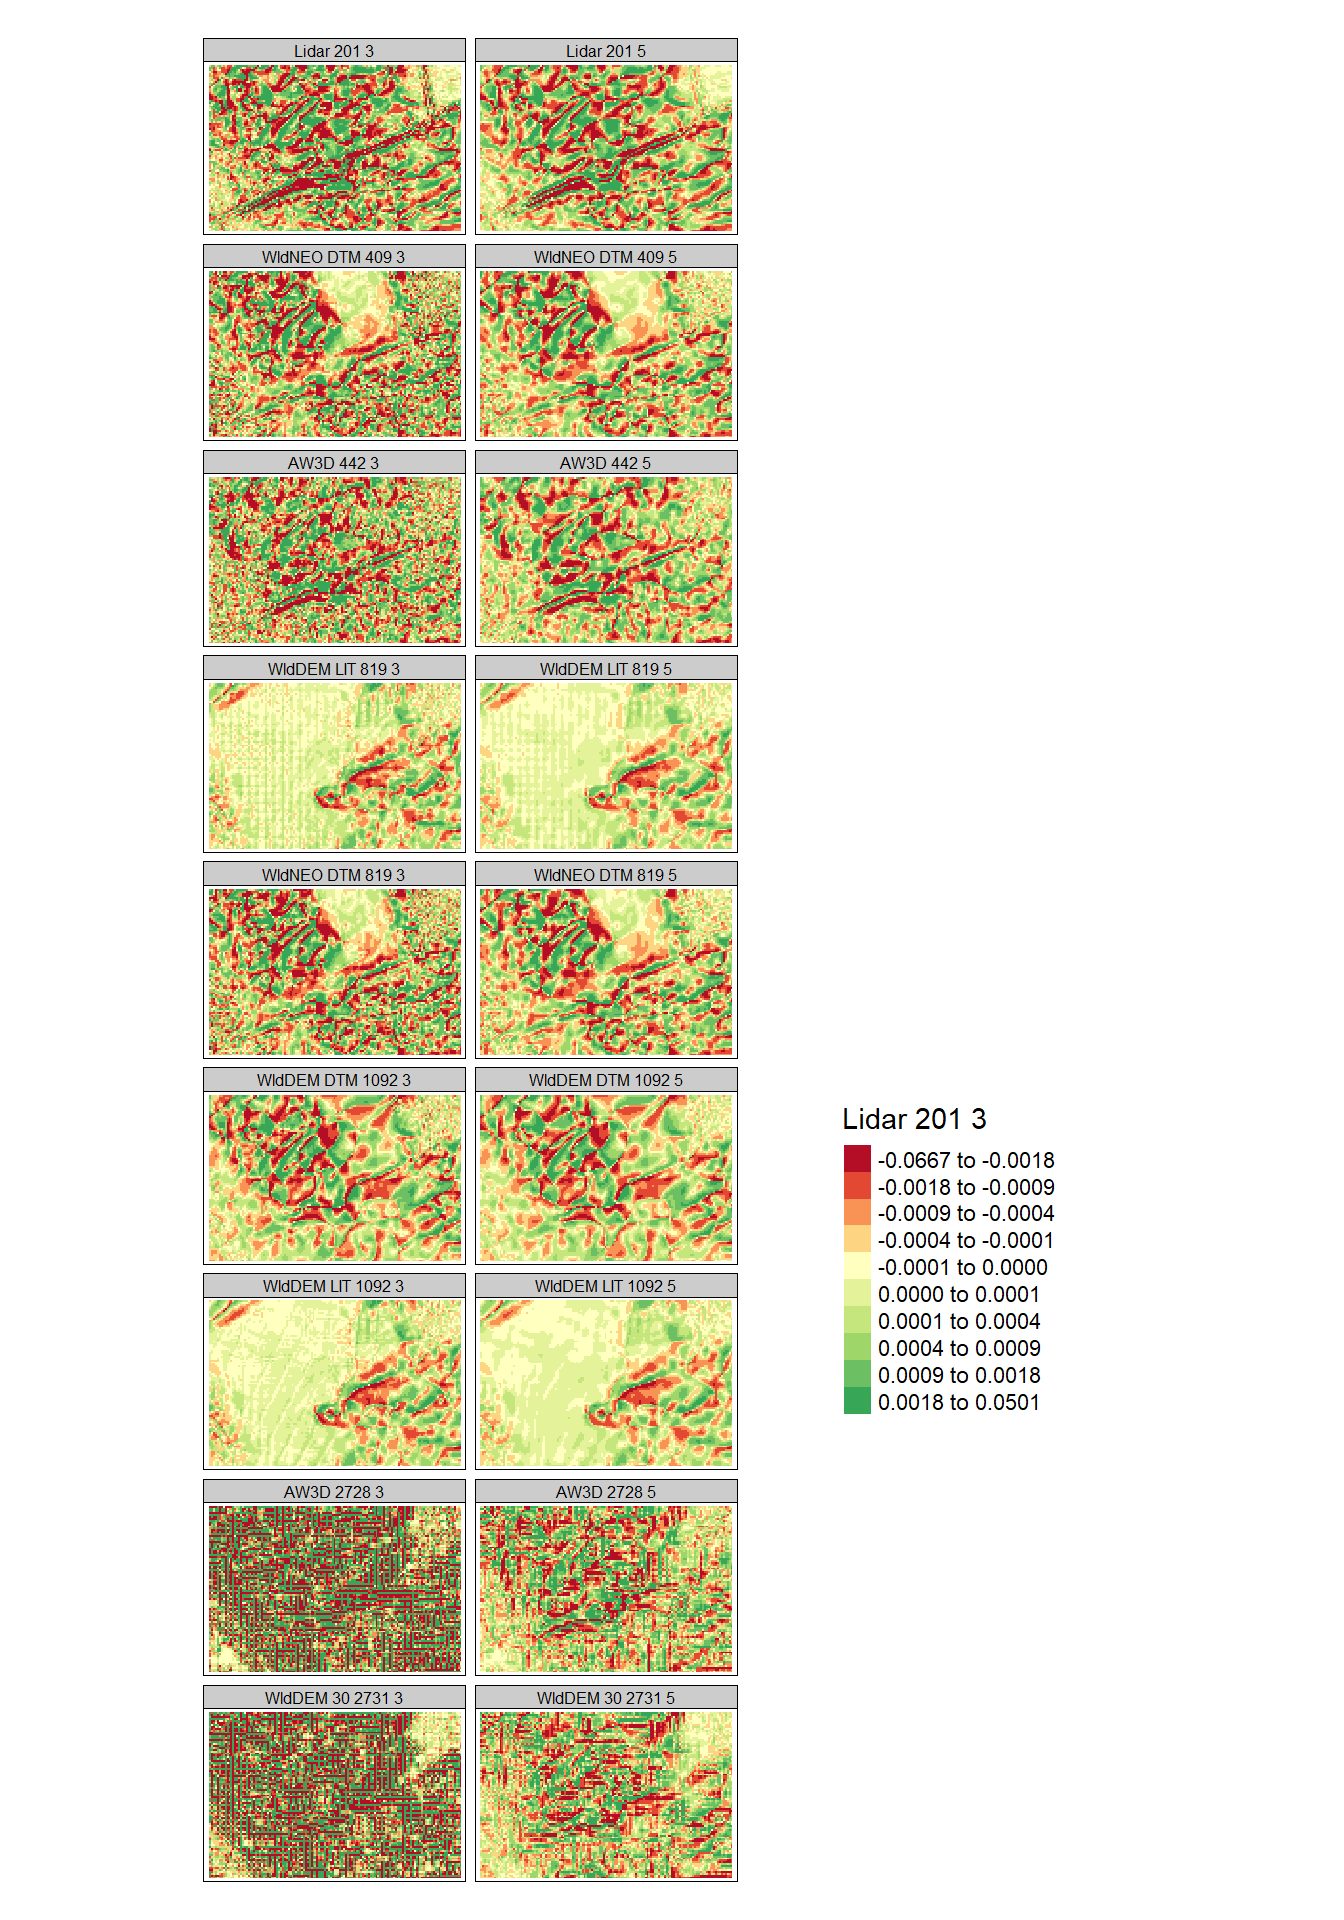 Lidar 201 3
Lidar 201 5
WldNEO DTM 409 3
WldNEO DTM 409 5
AW3D 442 3
AW3D 442 5
WldDEM LIT 819 3
WldDEM LIT 819 5
WldNEO DTM 819 3
WldNEO DTM 819 5
WldDEM DTM 1092 3
WldDEM DTM 1092 5
WldDEM LIT 1092 3
WldDEM LIT 1092 5
AW3D 2728 3
AW3D 2728 5
WldDEM 30 2731 3
WldDEM 30 2731 5
Lidar 201 3
-0.0667 to -0.0018
-0.0018 to -0.0009
-0.0009 to -0.0004
-0.0004 to -0.0001
-0.0001 to 0.0000
0.0000 to 0.0001
0.0001 to 0.0004
0.0004 to 0.0009
0.0009 to 0.0018
0.0018 to 0.0501